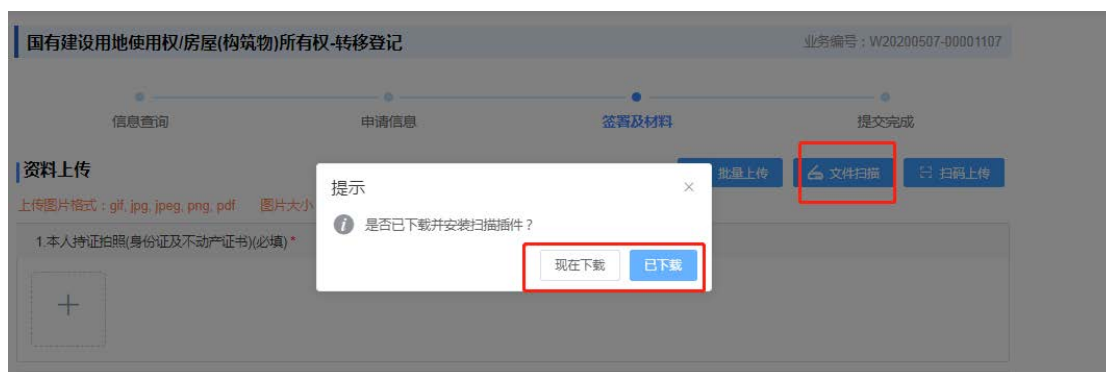 国有建设用地使用权/房屋(构筑物)所有权-转移登记
业务编号：W20200507-00001107
信息查询
申请信息
签署及材料
提交完成
资料上传
批量上传
文件扫描
扫码上传
上传图片格式：gif, jpg, jpeg, png, pdf 图片大小
提示
是否已下载并安装扫描插件？
现在下载
已下载
1.本人持证拍照(身份证及不动产证书)(必填) *